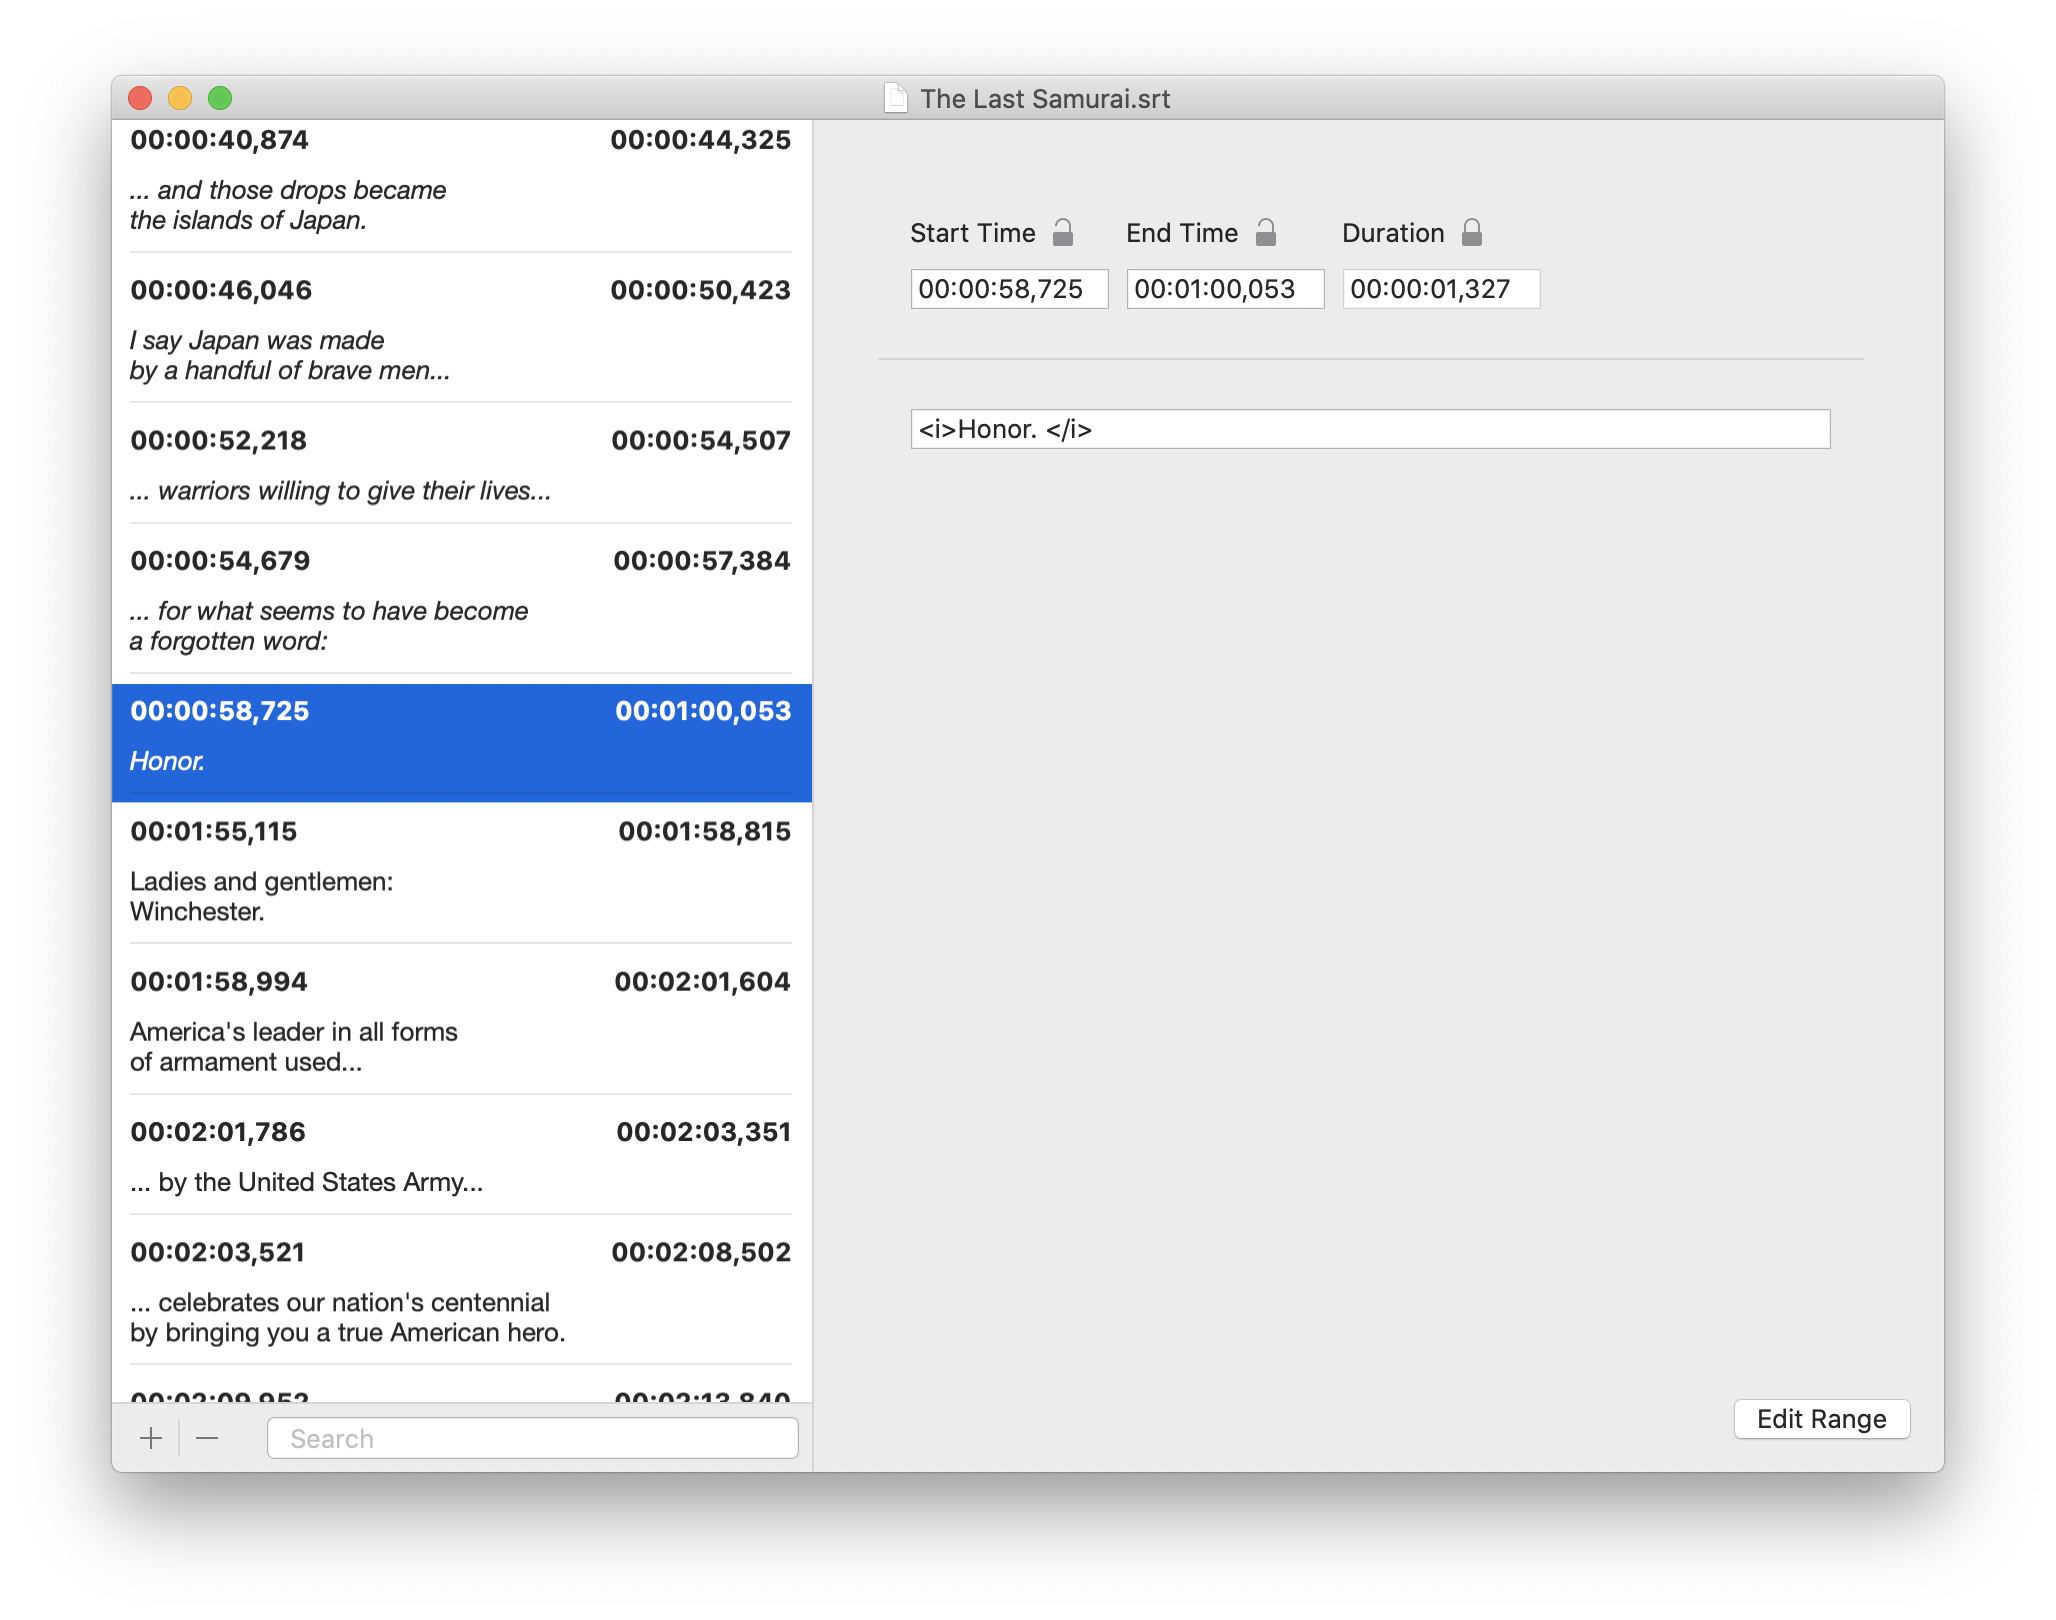 The Last Samurai.srt
00:00:40,874 00:00:44,325
... and those drops became
the islands of Japan.
00:00:46,046 00:00:50,423
I say Japan was made
by a handful of brave men...
00:00:52,218 00:00:54,507
... warriors willing to give their lives...
00:00:54,679 00:00:57,384
... for what seems to have become
a forgotten word:
00:00:58,725 00:01:00,053
Honor.
00:01:55,115 00:01:58,815
Ladies and gentlemen:
Winchester.
00:01:58,994 00:02:01,604
America's leader in all forms
of armament used...
00:02:01,786 00:02:03,351
... by the United States Army...
00:02:03,521 00:02:08,502
... celebrates our nation's centennial
by bringing you a true American hero.
00:02:09,952 00:02:13,840
Search
Start Time End Time Duration
00:00:58,725 00:01:00,053 00:00:01,327
<i>Honor. </i>
Edit Range